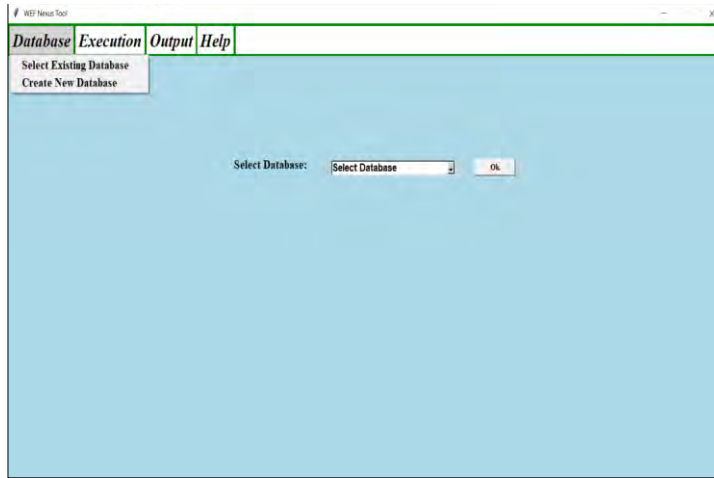 WEF Nexus Tool
Database Execution Output Help
Select Existing Database
Create New Database
Select Database: Select Database Ok